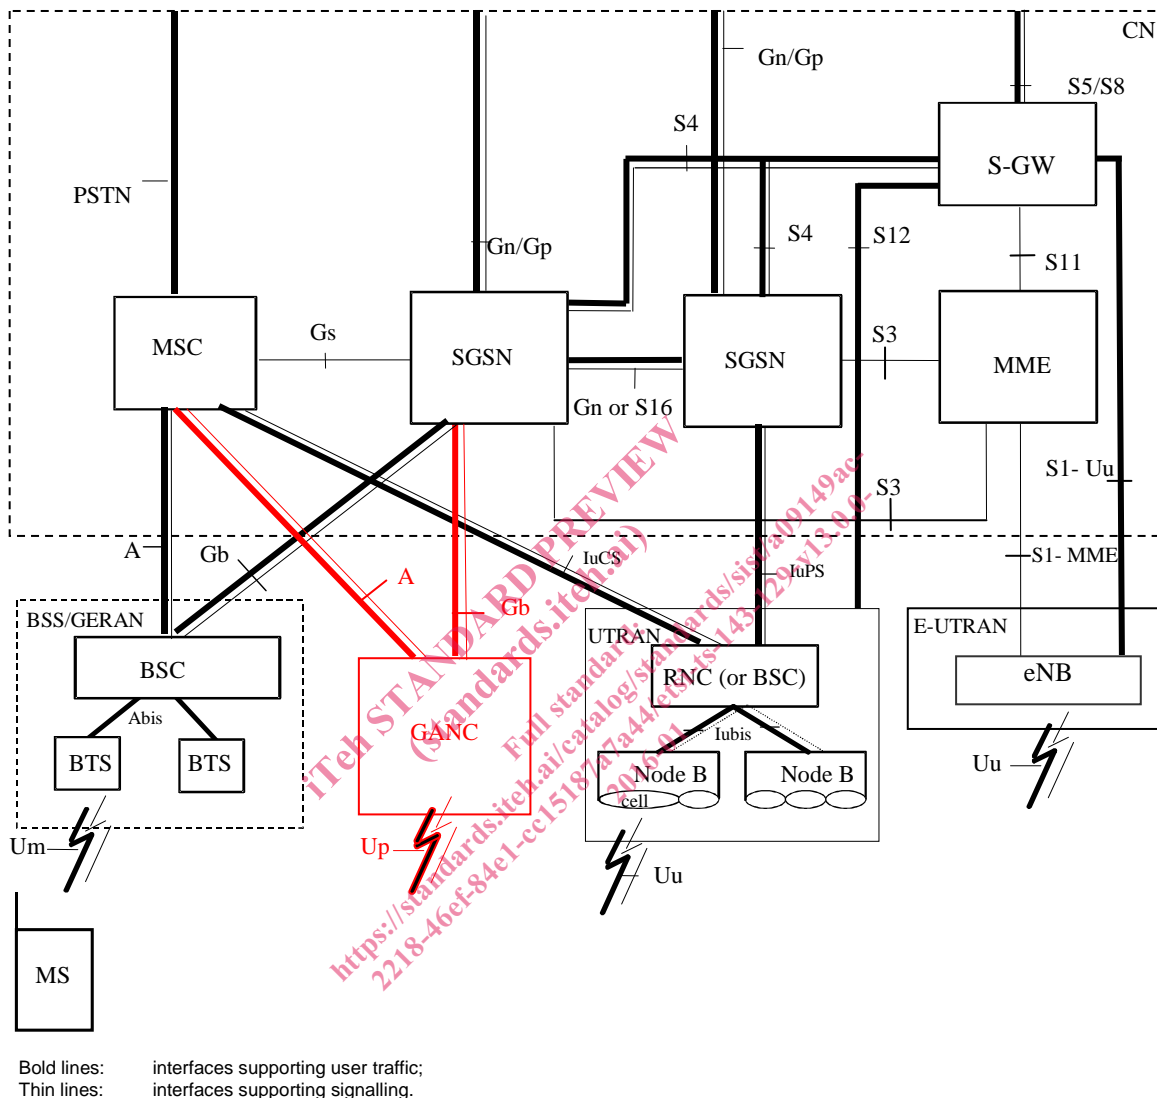 CN
Gn/Gp
S5/S8
S4
S-GW
PSTN
Gn/Gp
S4
S12
S11
MSC
Gs
SGSN
SGSN
S3
MME
Gn or S16
S1- Uu
S3
A
Gb
IuCS
IuPS
S1- MME
A
Gb
BSS/GERAN
UTRAN
E-UTRAN
BSC
RNC (or BSC)
eNB
Abis
GANC
Iubis
BTS
BTS
Node B
Node B
cell
Um
Up
Uu
Uu
MS
iTeh STANDARD PREVIEW
(standards.iteh.ai)
Full standard:
https://standards.iteh.ai/catalog/standards/sist/a09149ac-
2218-46ef-84e1-cc15187a7a44/etsi-ts-143-129-v13.0.0-
2016-01
Bold lines: interfaces supporting user traffic;
Thin lines: interfaces supporting signalling.